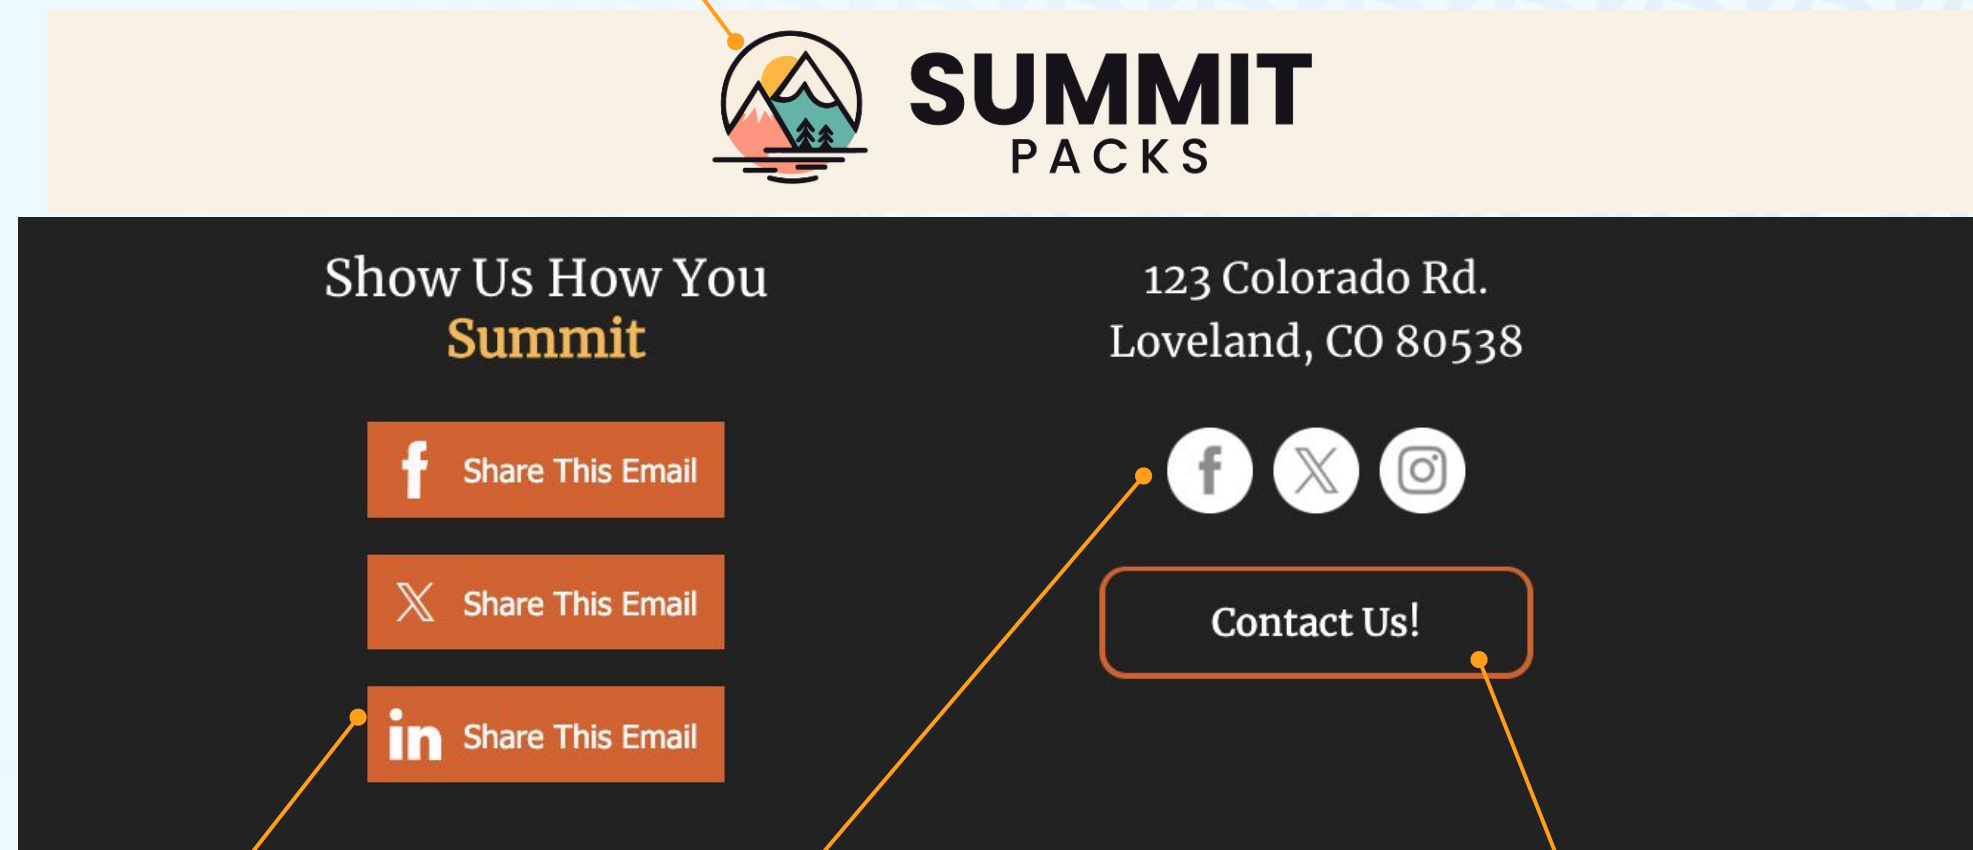 SUMMIT
PACKS
Show Us How You
Summit
Share This Email
Share This Email
Share This Email
123 Colorado Rd.
Loveland, CO 80538
Contact Us!